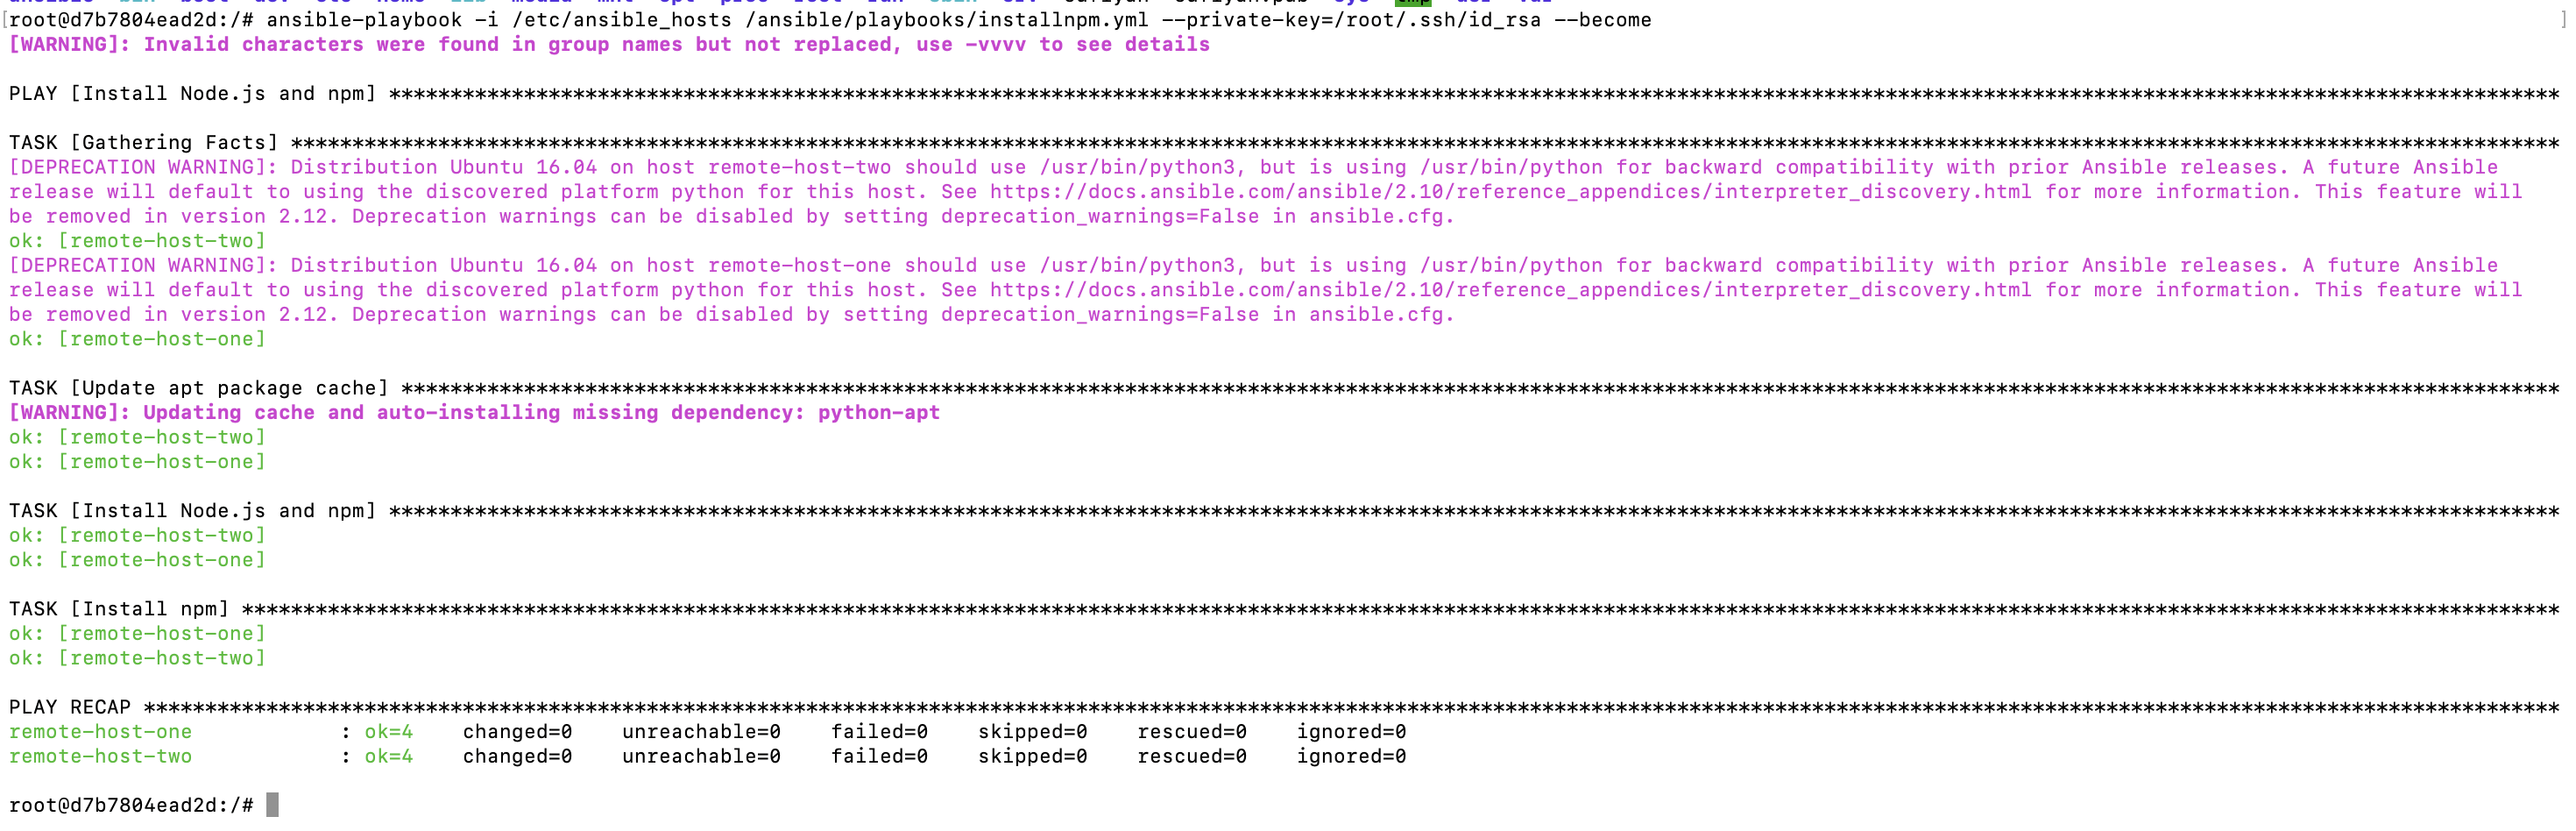 [root@d7b7804ead2d:/# ansible-playbook -i /etc/ansible_hosts /ansible/playbooks/installnpm.yml --private-key=/root/.ssh/id_rsa --become ]
[WARNING]: Invalid characters were found in group names but not replaced, use -vvvv to see details
PLAY [Install Node.js and npm] *********************************************************************************************************************************************************************************
TASK [Gathering Facts] *****************************************************************************************************************************************************************************************
[DEPRECATION WARNING]: Distribution Ubuntu 16.04 on host remote-host-two should use /usr/bin/python3, but is using /usr/bin/python for backward compatibility with prior Ansible releases. A future Ansible
release will default to using the discovered platform python for this host. See https://docs.ansible.com/ansible/2.10/reference_appendices/interpreter_discovery.html for more information. This feature will
be removed in version 2.12. Deprecation warnings can be disabled by setting deprecation_warnings=False in ansible.cfg.
ok: [remote-host-two]
[DEPRECATION WARNING]: Distribution Ubuntu 16.04 on host remote-host-one should use /usr/bin/python3, but is using /usr/bin/python for backward compatibility with prior Ansible releases. A future Ansible
release will default to using the discovered platform python for this host. See https://docs.ansible.com/ansible/2.10/reference_appendices/interpreter_discovery.html for more information. This feature will
be removed in version 2.12. Deprecation warnings can be disabled by setting deprecation_warnings=False in ansible.cfg.
ok: [remote-host-one]
TASK [Update apt package cache] ********************************************************************************************************************************************************************************
[WARNING]: Updating cache and auto-installing missing dependency: python-apt
ok: [remote-host-two]
ok: [remote-host-one]
TASK [Install Node.js and npm] *********************************************************************************************************************************************************************************
ok: [remote-host-two]
ok: [remote-host-one]
TASK [Install npm] *********************************************************************************************************************************************************************************************
ok: [remote-host-one]
ok: [remote-host-two]
PLAY RECAP *****************************************************************************************************************************************************************************************************
remote-host-one : ok=4 changed=0 unreachable=0 failed=0 skipped=0 rescued=0 ignored=0
remote-host-two : ok=4 changed=0 unreachable=0 failed=0 skipped=0 rescued=0 ignored=0
root@d7b7804ead2d:/#